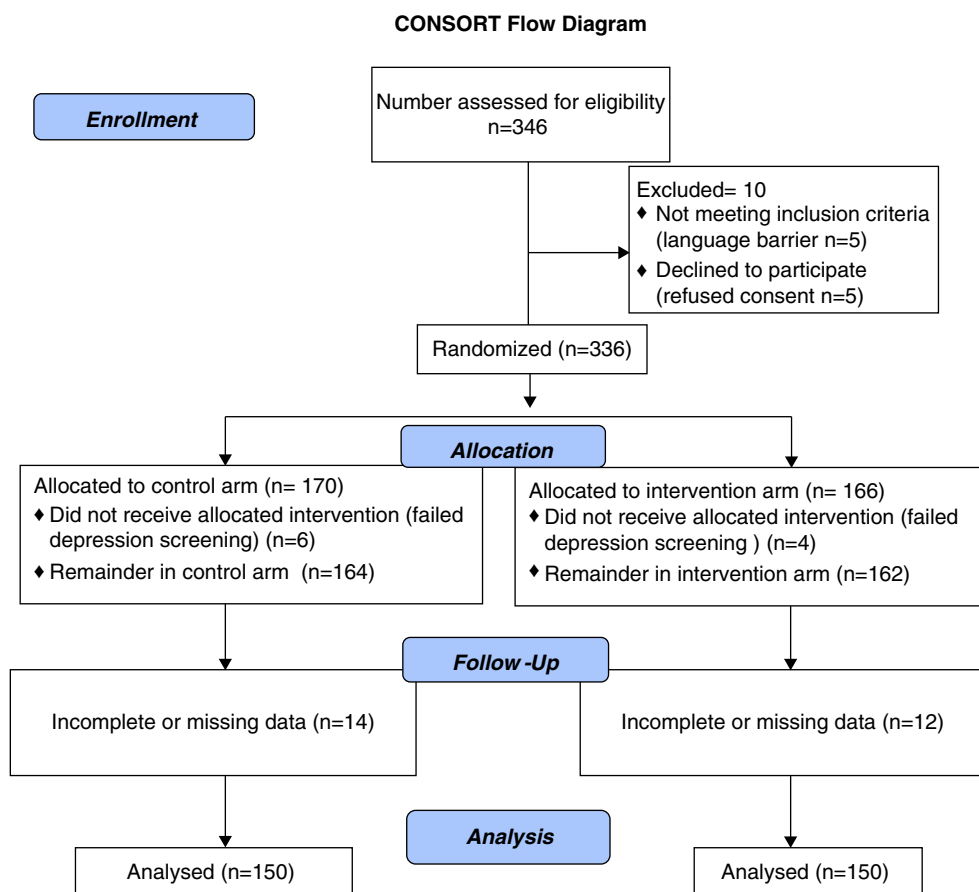 CONSORT Flow Diagram
Enrollment
Number assessed for eligibility
n=346
Excluded= 10
♦ Not meeting inclusion criteria
(language barrier n=5)
♦ Declined to participate
(refused consent n=5)
Randomized (n=336)
Allocation
Allocated to control arm (n= 170)
♦ Did not receive allocated intervention (failed
depression screening) (n=6)
♦ Remainder in control arm (n=164)
Allocated to intervention arm (n= 166)
♦ Did not receive allocated intervention (failed
depression screening ) (n=4)
♦ Remainder in intervention arm (n=162)
Follow -Up
Incomplete or missing data (n=14)
Incomplete or missing data (n=12)
Analysis
Analysed (n=150)
Analysed (n=150)